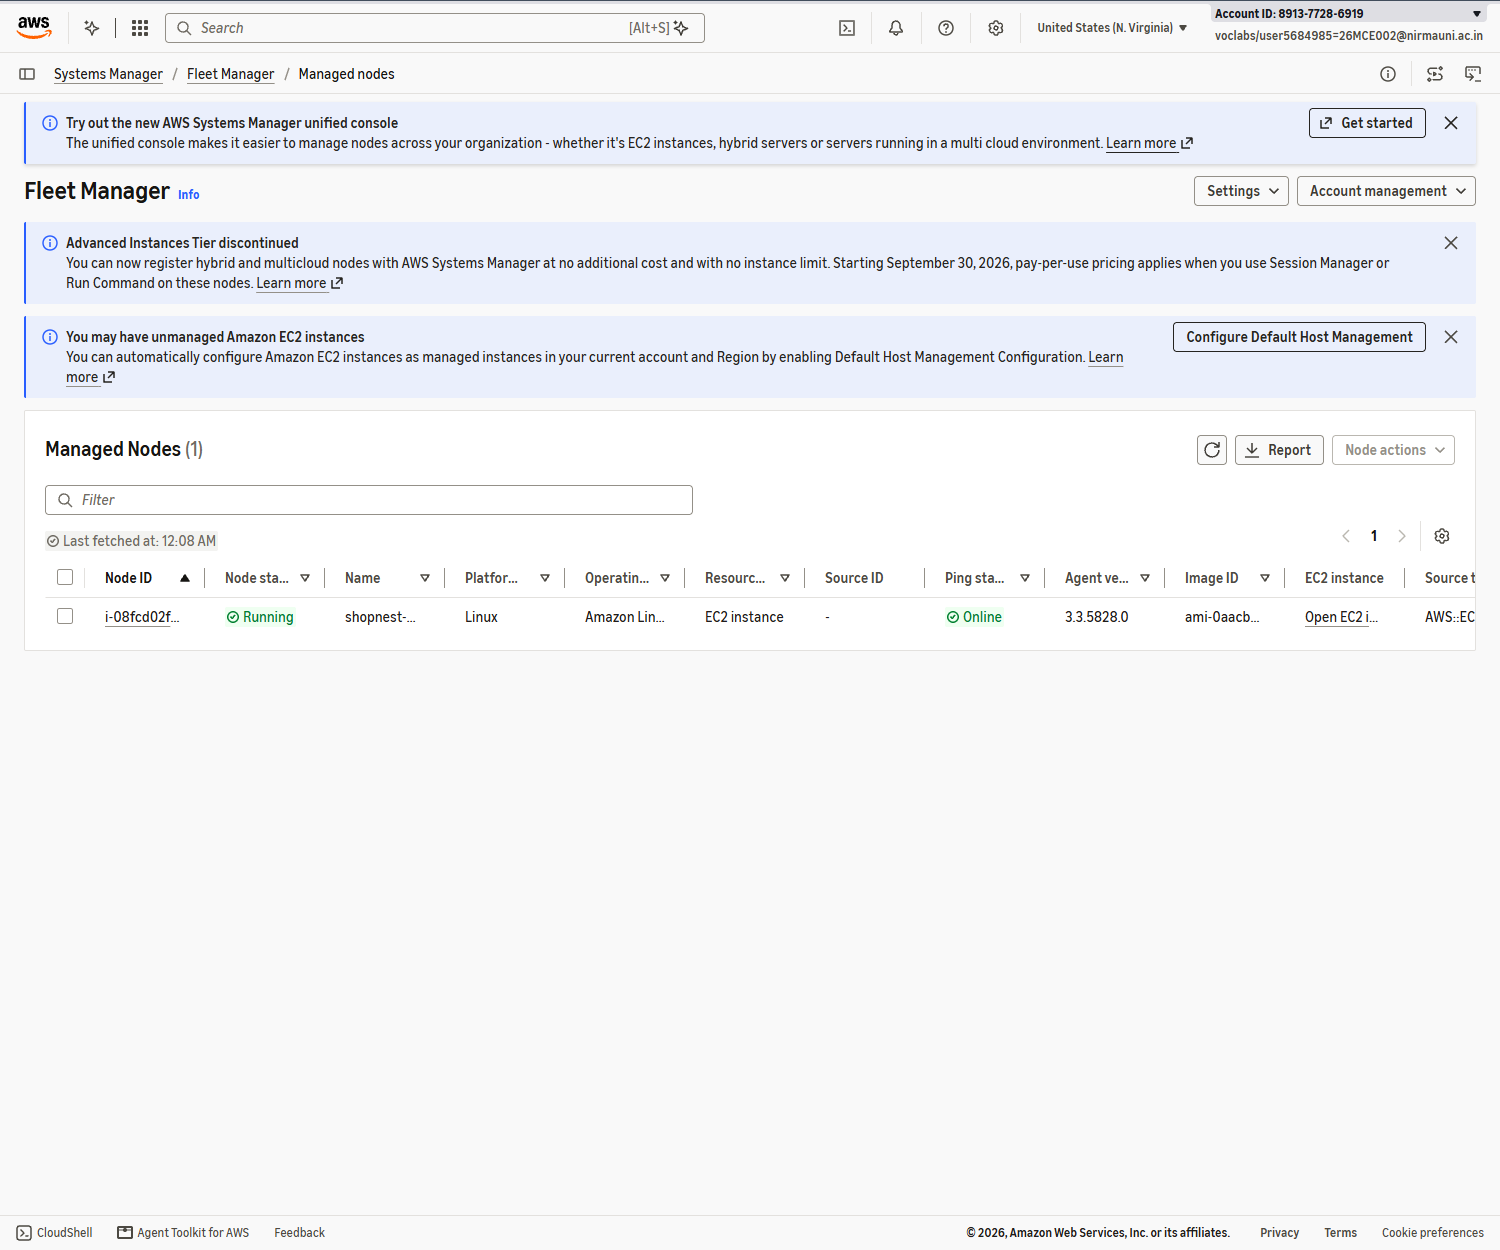 aws
Search
[Alt+S]
United States (N. Virginia)
Account ID: 8913-7728-6919
voclabs/user5684985=26MCE002@nirmauni.ac.in
Systems Manager / Fleet Manager / Managed nodes
Try out the new AWS Systems Manager unified console
The unified console makes it easier to manage nodes across your organization - whether it's EC2 instances, hybrid servers or servers running in a multi cloud environment. Learn more
Get started
Fleet Manager Info
Settings
Account management
Advanced Instances Tier discontinued
You can now register hybrid and multicloud nodes with AWS Systems Manager at no additional cost and with no instance limit. Starting September 30, 2026, pay-per-use pricing applies when you use Session Manager or
Run Command on these nodes. Learn more
You may have unmanaged Amazon EC2 instances
You can automatically configure Amazon EC2 instances as managed instances in your current account and Region by enabling Default Host Management Configuration. Learn
more
Configure Default Host Management
Managed Nodes (1)
Report
Node actions
Filter
Last fetched at: 12:08 AM
1
Node ID Node sta... Name Platfor... Operatin... Resourc... Source ID Ping sta... Agent ve... Image ID EC2 instance Source t
i-08fcd02f... Running shopnest-... Linux Amazon Lin... EC2 instance - Online 3.3.5828.0 ami-0aacb... Open EC2 i... AWS::EC
CloudShell Agent Toolkit for AWS Feedback © 2026, Amazon Web Services, Inc. or its affiliates. Privacy Terms Cookie preferences